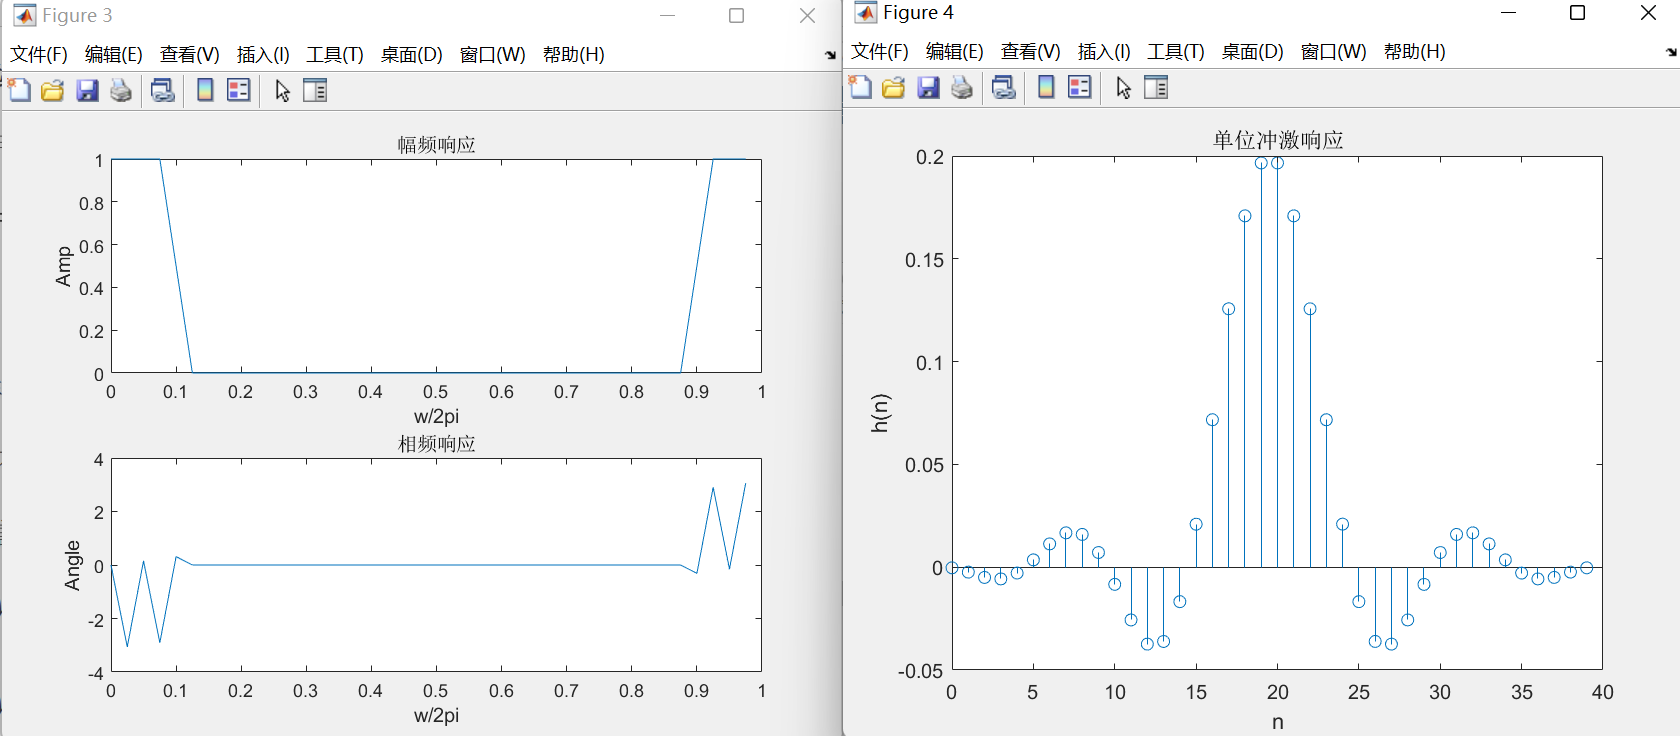 Figure 3
文件(F) 编辑(E) 查看(V) 插入(I) 工具(T) 桌面(D) 窗口(W) 帮助(H)
幅频响应
1
0.8
0.6
0.4
0.2
0
Amp
0 0.1 0.2 0.3 0.4 0.5 0.6 0.7 0.8 0.9 1
w/2pi
相频响应
4
2
0
-2
-4
Angle
0 0.1 0.2 0.3 0.4 0.5 0.6 0.7 0.8 0.9 1
w/2pi
Figure 4
文件(F) 编辑(E) 查看(V) 插入(I) 工具(T) 桌面(D) 窗口(W) 帮助(H)
单位冲激响应
0.2
0.15
0.1
0.05
0
-0.05
h(n)
0 5 10 15 20 25 30 35 40
n